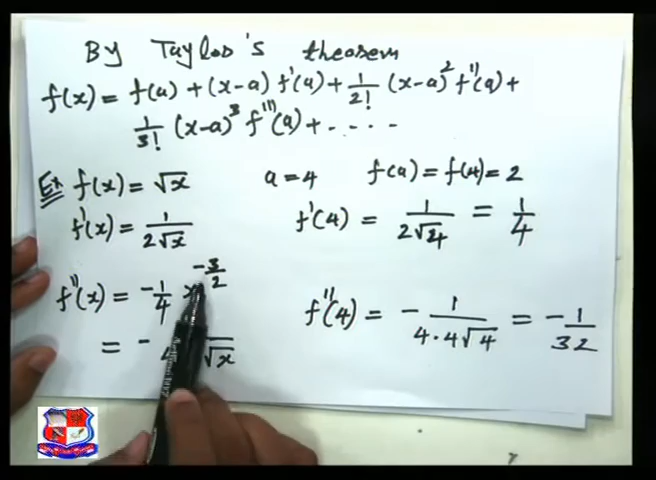 By Taylor's theorem
f(x) = f(a) + (x-a) f'(a) + 1/2! (x-a)² f''(a) +
1/3! (x-a)³ f'''(a) + - - - -
Ex f(x) = √x a = 4 f(a) = f(4) = 2
f'(x) = 1/2√x f'(4) = 1/2√4 = 1/4
f''(x) = -1/4 x^-3/2 f''(4) = - 1/4·4√4 = -1/32
= - √x